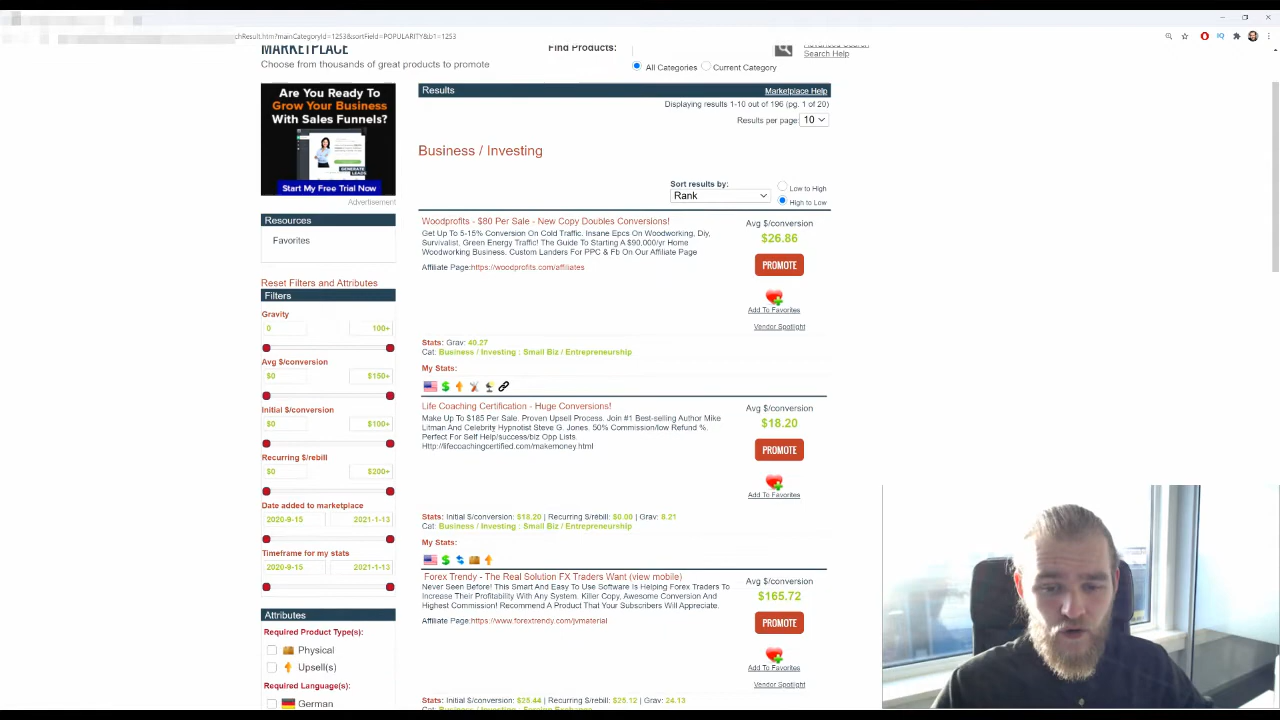 chResult.htm?mainCategoryId=1253&sortField=POPULARITY&b1=1253
MARKETPLACE
Choose from thousands of great products to promote
Find Products:
Advanced Search
Search Help
All Categories
Current Category
Are You Ready To
Grow Your Business
With Sales Funnels?
GENERATE
LEADS
Start My Free Trial Now
Advertisement
Resources
Favorites
Reset Filters and Attributes
Filters
Gravity
0 100+
Avg $/conversion
$0 $150+
Initial $/conversion
$0 $100+
Recurring $/rebill
$0 $200+
Date added to marketplace
2020-9-15 2021-1-13
Timeframe for my stats
2020-9-15 2021-1-13
Attributes
Required Product Type(s):
Physical
Upsell(s)
Required Language(s):
German
Results
Marketplace Help
Displaying results 1-10 out of 196 (pg. 1 of 20)
Results per page: 10
Business / Investing
Sort results by:
Rank
Low to High
High to Low
Woodprofits - $80 Per Sale - New Copy Doubles Conversions!
Get Up To 5-15% Conversion On Cold Traffic. Insane Epcs On Woodworking, Diy,
Survivalist, Green Energy Traffic! The Guide To Starting A $90,000/yr Home
Woodworking Business. Custom Landers For PPC & Fb On Our Affiliate Page
Affiliate Page:https://woodprofits.com/affiliates
Avg $/conversion
$26.86
PROMOTE
Add To Favorites
Vendor Spotlight
Stats: Grav: 40.27
Cat: Business / Investing : Small Biz / Entrepreneurship
My Stats:
Life Coaching Certification - Huge Conversions!
Make Up To $185 Per Sale. Proven Upsell Process. Join #1 Best-selling Author Mike
Litman And Celebrity Hypnotist Steve G. Jones. 50% Commission/low Refund %.
Perfect For Self Help/success/biz Opp Lists.
Http://lifecoachingcertified.com/makemoney.html
Avg $/conversion
$18.20
PROMOTE
Add To Favorites
Stats: Initial $/conversion: $18.20 | Recurring $/rebill: $0.00 | Grav: 8.21
Cat: Business / Investing : Small Biz / Entrepreneurship
My Stats:
Forex Trendy - The Real Solution FX Traders Want (view mobile)
Never Seen Before! This Smart And Easy To Use Software Is Helping Forex Traders To
Increase Their Profitability With Any System. Killer Copy, Awesome Conversion And
Highest Commission! Recommend A Product That Your Subscribers Will Appreciate.
Affiliate Page:https://www.forextrendy.com/jvmaterial
Avg $/conversion
$165.72
PROMOTE
Add To Favorites
Vendor Spotlight
Stats: Initial $/conversion: $25.44 | Recurring $/rebill: $25.12 | Grav: 24.13
Cat: Business / Investing : Foreign Exchange